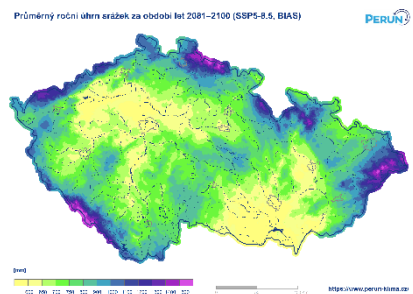 Průměrný roční úhrn srážek za období let 2081–2100 (SSP5-8.5, BIAS)
PERUN
[mm]
https://www.perun-klima.cz/